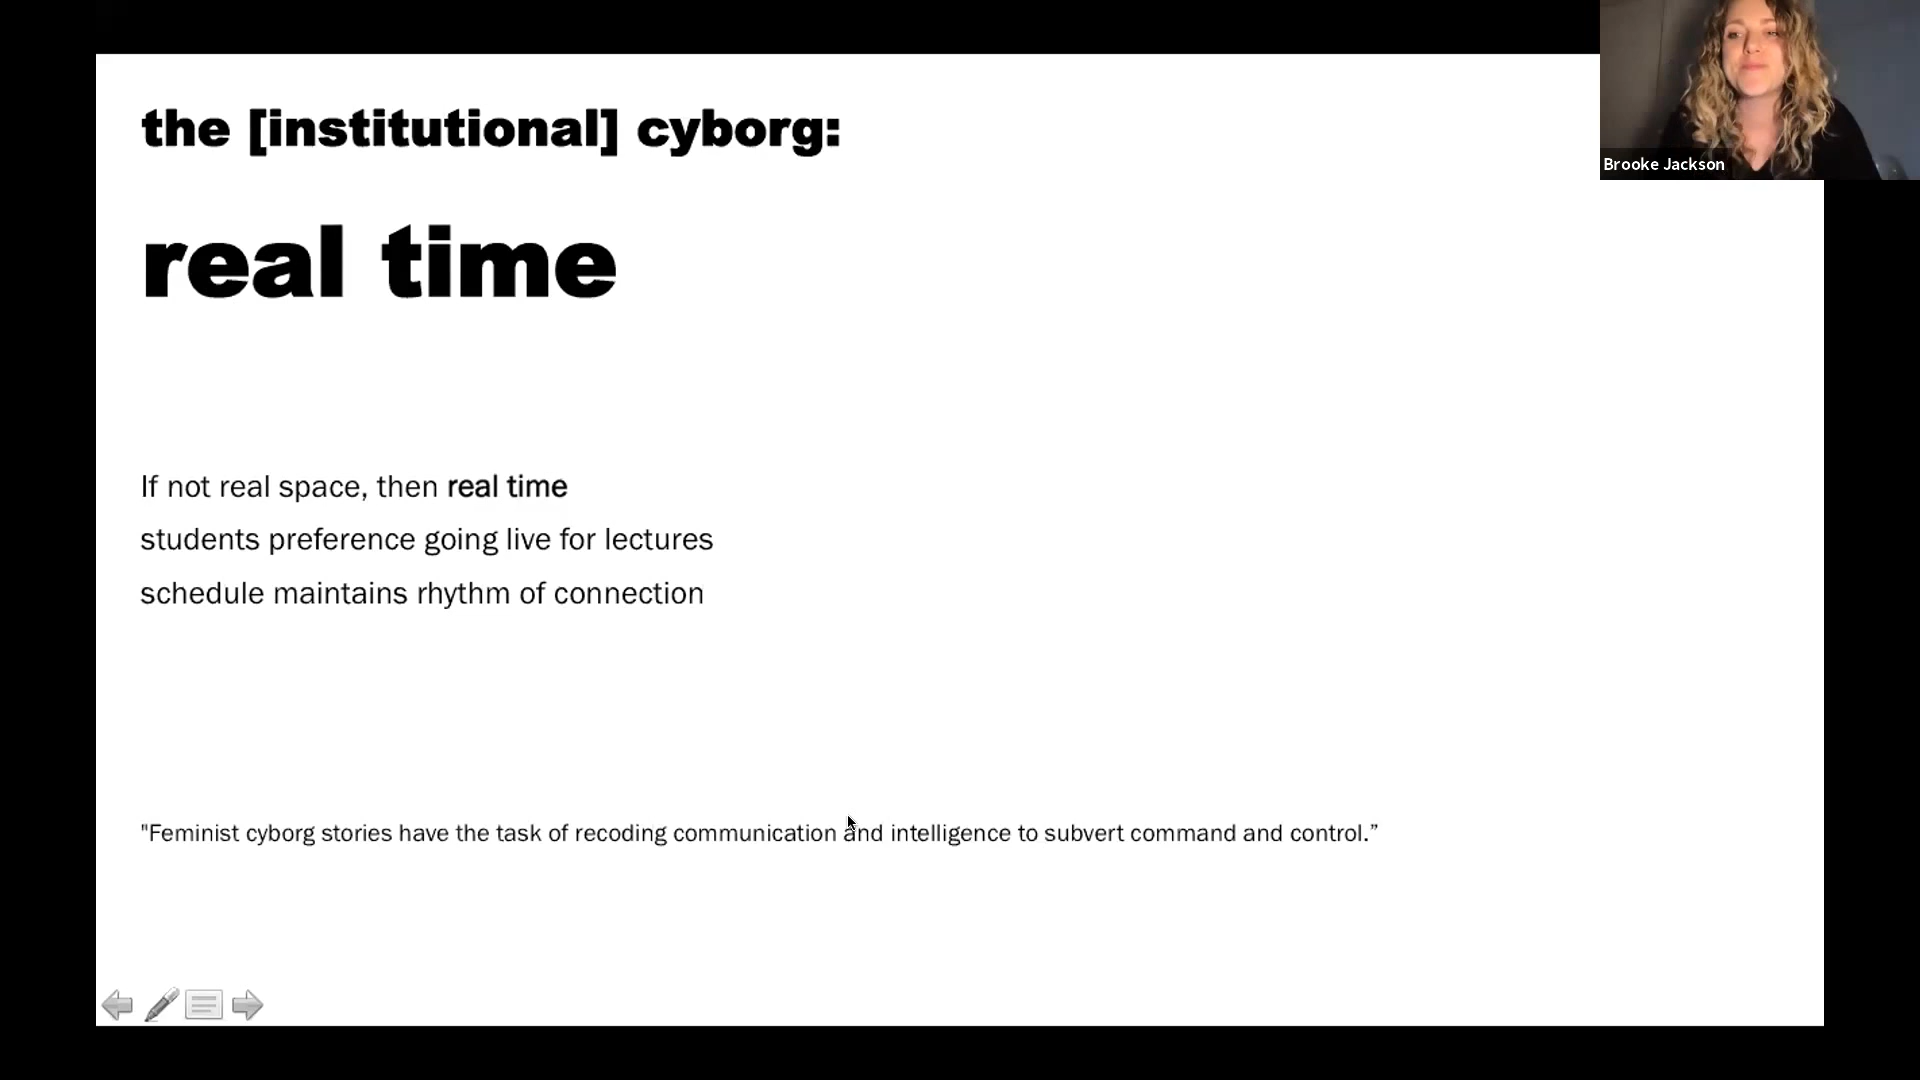 the [institutional] cyborg:
real time
If not real space, then real time
students preference going live for lectures
schedule maintains rhythm of connection
"Feminist cyborg stories have the task of recoding communication and intelligence to subvert command and control.”
Brooke Jackson